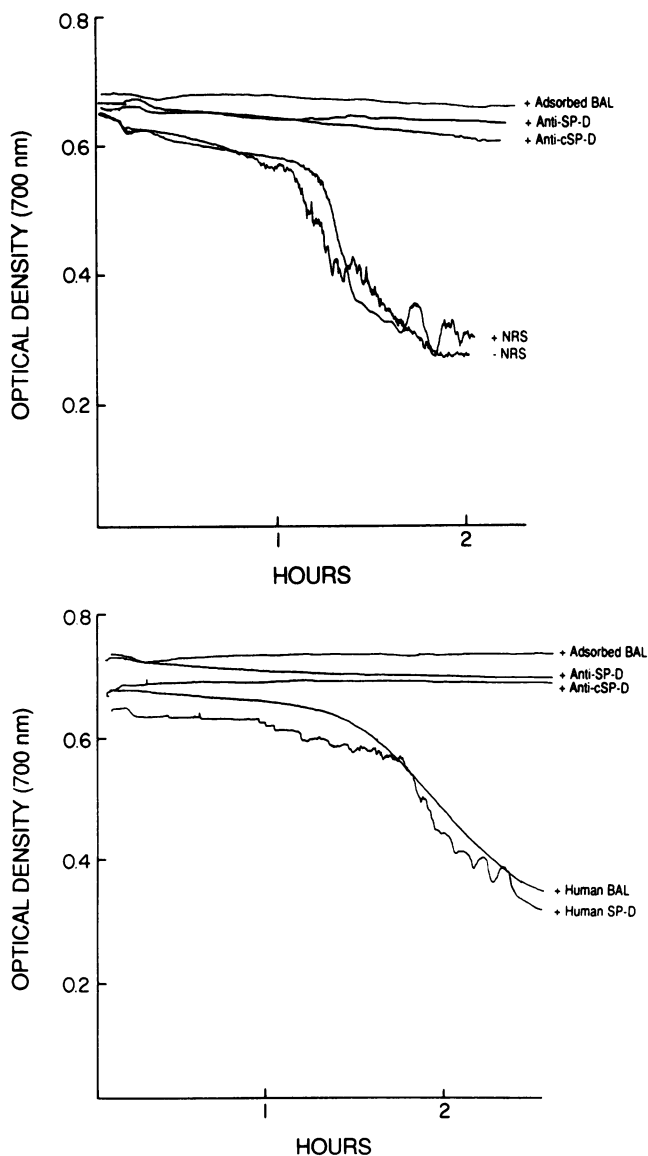 0.8
0.6
0.4
0.2
OPTICAL DENSITY (700 nm)
+ Adsorbed BAL
+ Anti-SP-D
+ Anti-cSP-D
+ NRS
- NRS
1
2
HOURS
0.8
0.6
0.4
0.2
OPTICAL DENSITY (700 nm)
+ Adsorbed BAL
+ Anti-SP-D
+ Anti-cSP-D
+ Human BAL
+ Human SP-D
1
2
HOURS